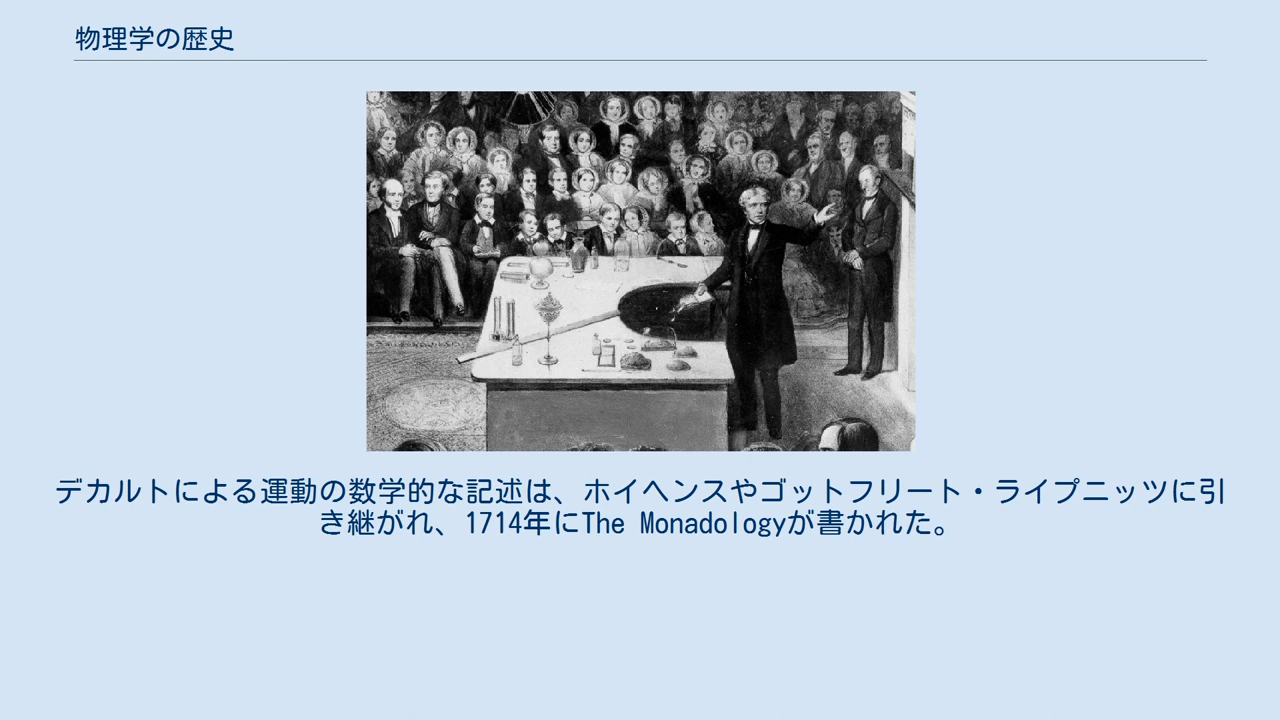 物理学の歴史
デカルトによる運動の数学的な記述は、ホイヘンスやゴットフリート・ライプニッツに引
き継がれ、1714年にThe Monadologyが書かれた。